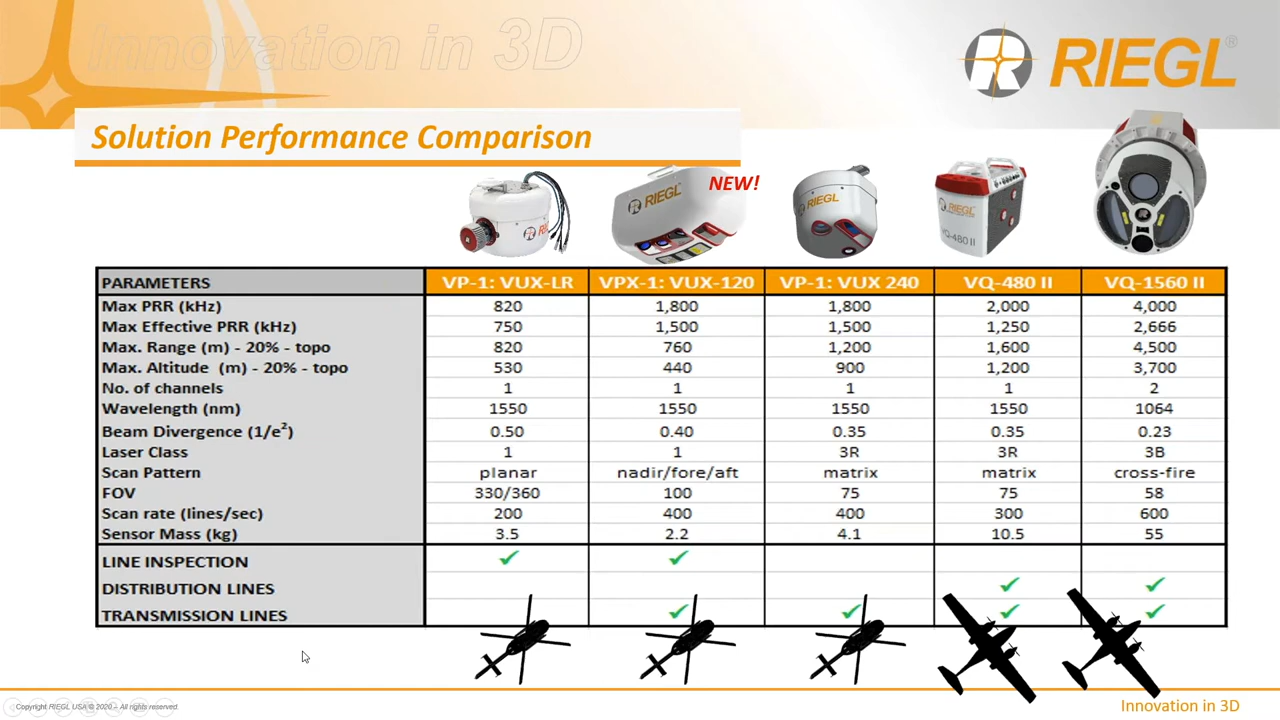 Innovation in 3D
RIEGL®
Solution Performance Comparison
NEW!
RIEGL
RIEGL
RIEGL
VQ-480 II
PARAMETERS VP-1: VUX-LR VPX-1: VUX-120 VP-1: VUX 240 VQ-480 II VQ-1560 II
Max PRR (kHz) 820 1,800 1,800 2,000 4,000
Max Effective PRR (kHz) 750 1,500 1,500 1,250 2,666
Max. Range (m) - 20% - topo 820 760 1,200 1,600 4,500
Max. Altitude (m) - 20% - topo 530 440 900 1,200 3,700
No. of channels 1 1 1 1 2
Wavelength (nm) 1550 1550 1550 1550 1064
Beam Divergence (1/e²) 0.50 0.40 0.35 0.35 0.23
Laser Class 1 1 3R 3R 3B
Scan Pattern planar nadir/fore/aft matrix matrix cross-fire
FOV 330/360 100 75 75 58
Scan rate (lines/sec) 200 400 400 300 600
Sensor Mass (kg) 3.5 2.2 4.1 10.5 55
LINE INSPECTION ✓ ✓
DISTRIBUTION LINES ✓ ✓
TRANSMISSION LINES ✓ ✓ ✓ ✓
Copyright RIEGL USA © 2020 – All rights reserved.
Innovation in 3D